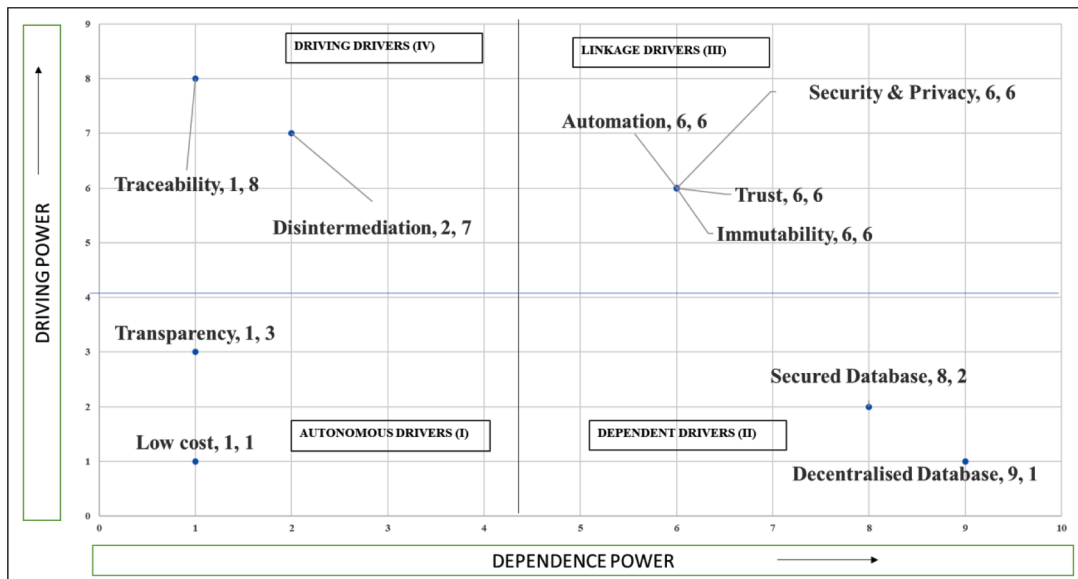 DRIVING DRIVERS (IV)
LINKAGE DRIVERS (III)
Security & Privacy, 6, 6
Automation, 6, 6
Traceability, 1, 8
Trust, 6, 6
Disintermediation, 2, 7
Immutability, 6, 6
Transparency, 1, 3
Secured Database, 8, 2
AUTONOMOUS DRIVERS (I)
DEPENDENT DRIVERS (II)
Low cost, 1, 1
Decentralised Database, 9, 1
DRIVING POWER
9
8
7
6
5
4
3
2
1
0
0 1 2 3 4 5 6 7 8 9 10
DEPENDENCE POWER